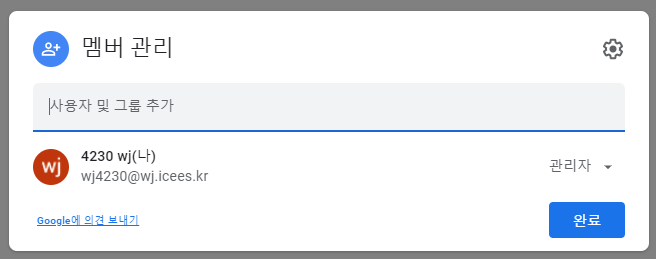 멤버 관리
사용자 및 그룹 추가
wj
4230 wj(나)
wj4230@wj.icees.kr
관리자
Google에 의견 보내기
완료